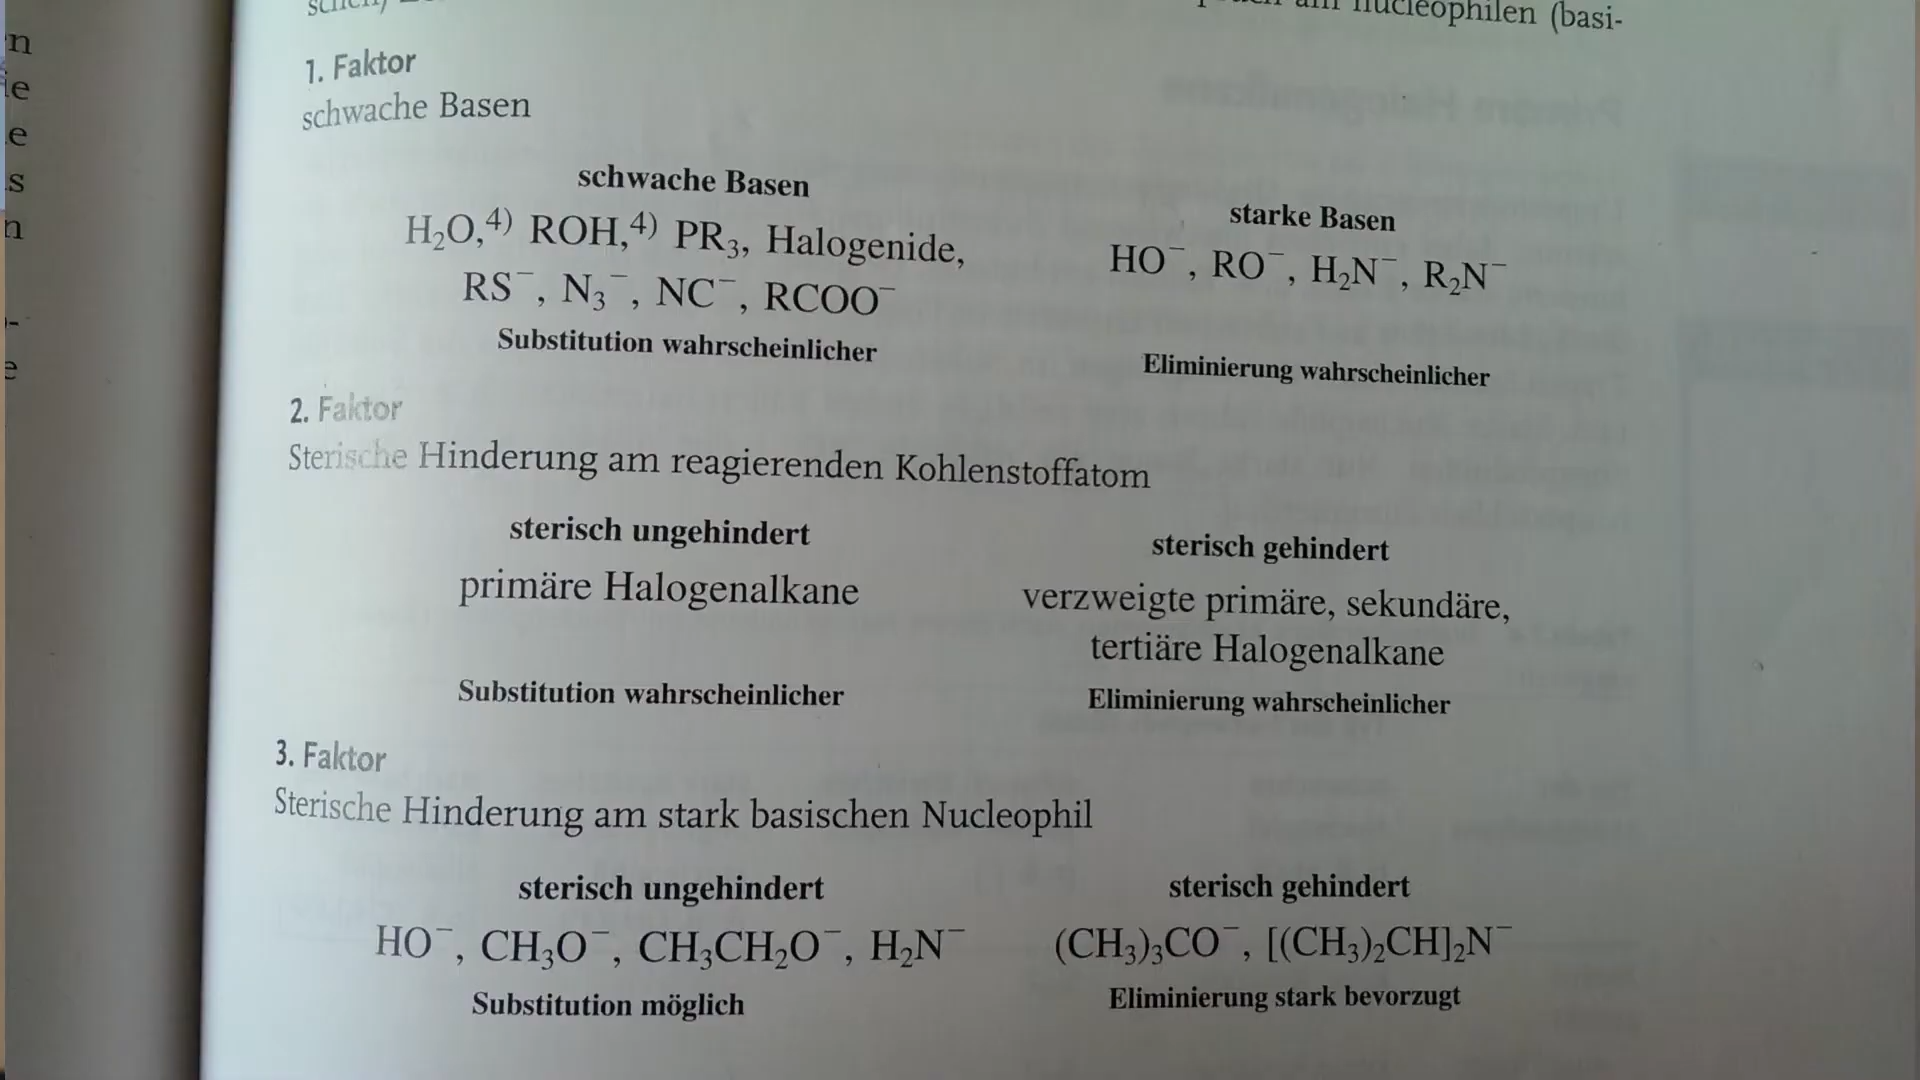 nucleophilen (basi-
1. Faktor
schwache Basen
schwache Basen
H₂O,⁴⁾ ROH,⁴⁾ PR₃, Halogenide,
RS⁻, N₃⁻, NC⁻, RCOO⁻
Substitution wahrscheinlicher
starke Basen
HO⁻, RO⁻, H₂N⁻, R₂N⁻
Eliminierung wahrscheinlicher
2. Faktor
Sterische Hinderung am reagierenden Kohlenstoffatom
sterisch ungehindert
primäre Halogenalkane
Substitution wahrscheinlicher
sterisch gehindert
verzweigte primäre, sekundäre,
tertiäre Halogenalkane
Eliminierung wahrscheinlicher
3. Faktor
Sterische Hinderung am stark basischen Nucleophil
sterisch ungehindert
HO⁻, CH₃O⁻, CH₃CH₂O⁻, H₂N⁻
Substitution möglich
sterisch gehindert
(CH₃)₃CO⁻, [(CH₃)₂CH]₂N⁻
Eliminierung stark bevorzugt